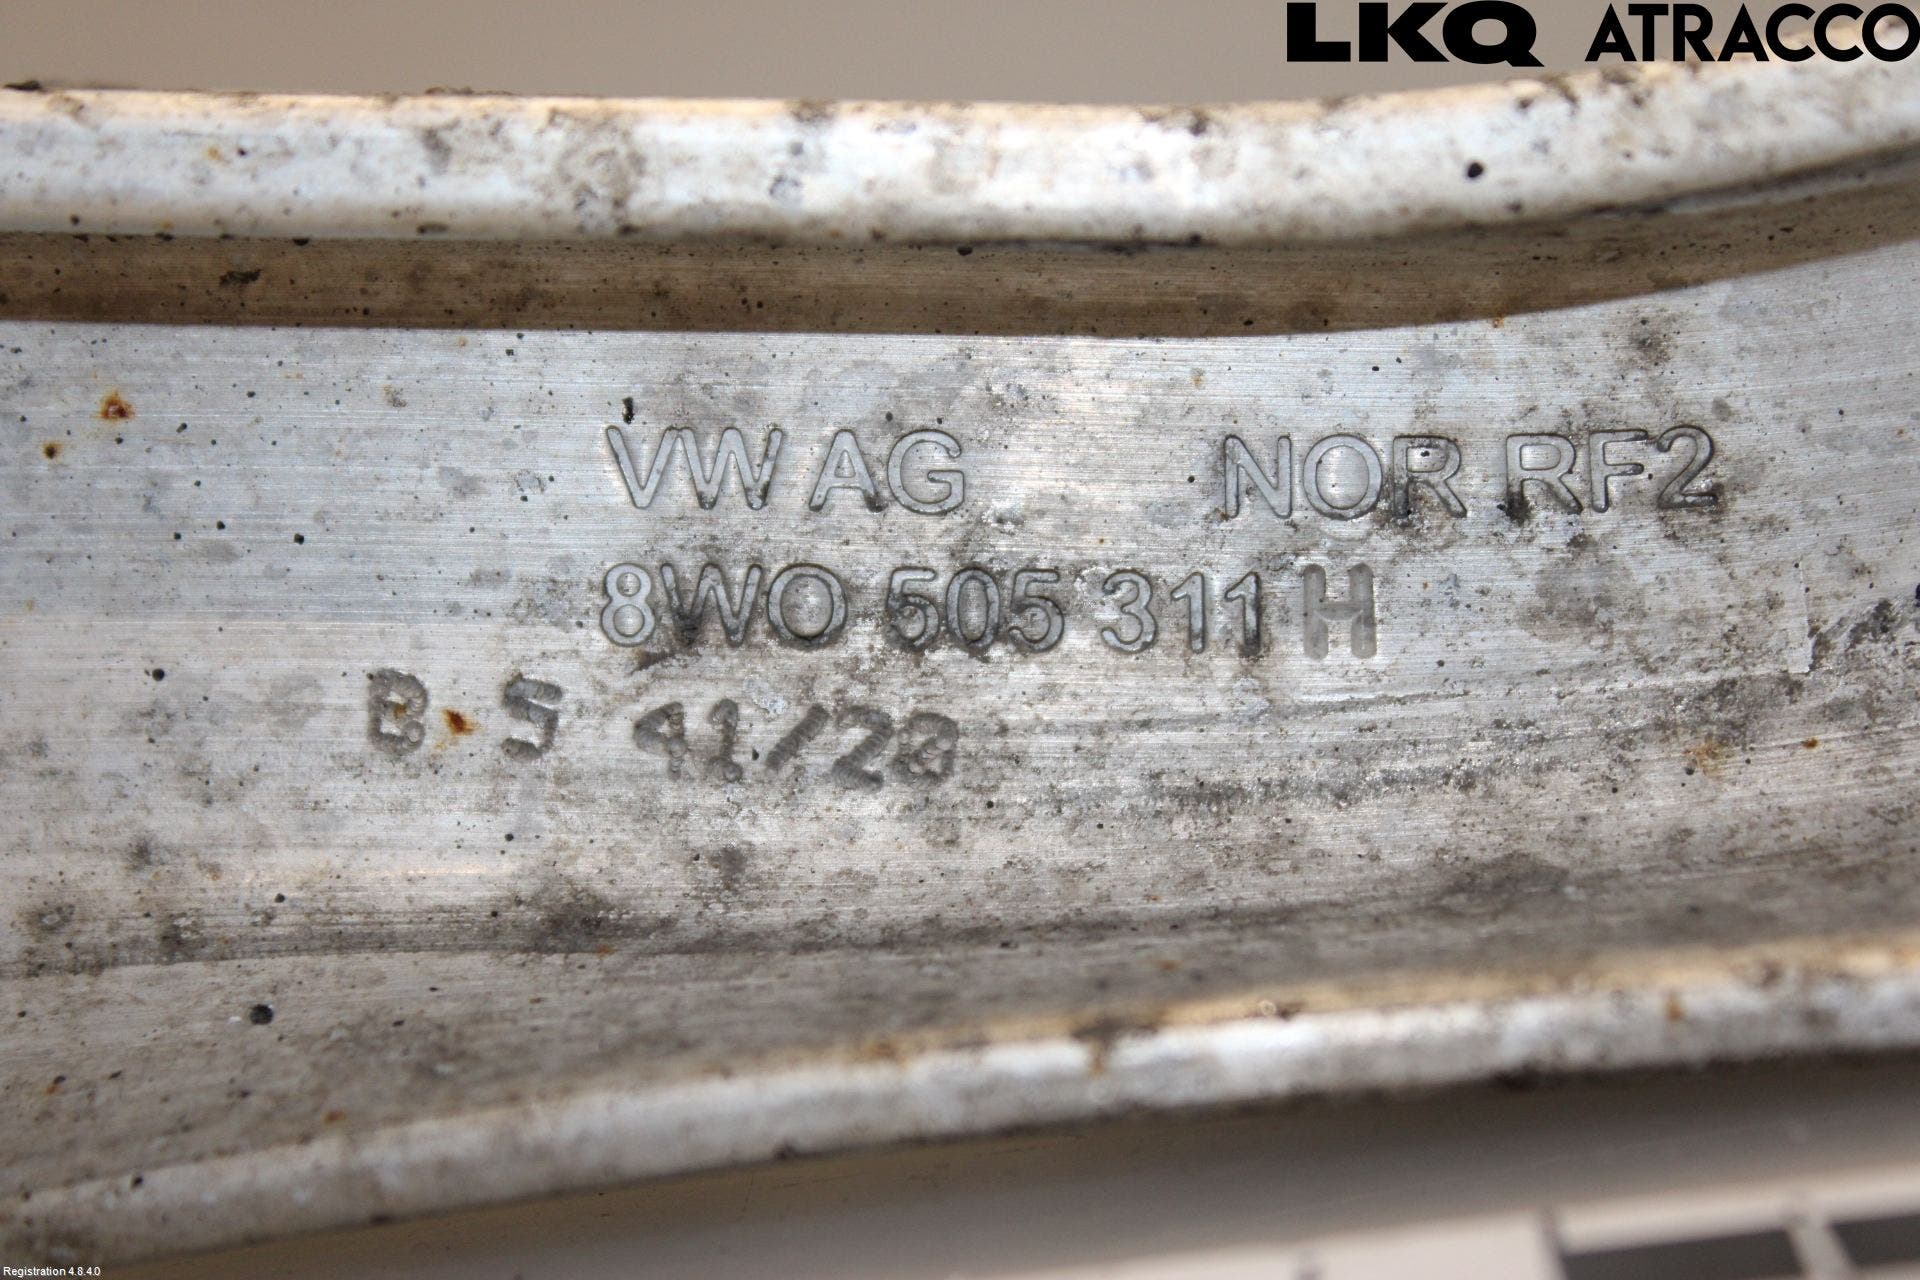 LKQ ATRACCO
VW AG NOR RF2
8W0 505 311 H
B S 41/20
Registration 4.8.4.0